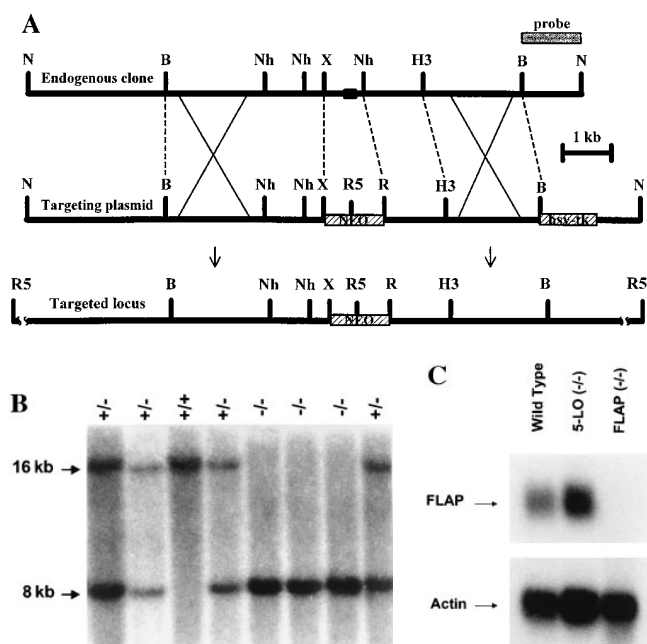 A
probe
N B Nh Nh X Nh H3 B N
Endogenous clone
1 kb
N B Nh Nh X R5 R H3 B N
Targeting plasmid NEO hsv-tk
R5 B Nh Nh X R5 R H3 B R5
Targeted locus NEO
B
+/- +/- +/+ +/- -/- -/- -/- +/-
16 kb
8 kb
C
Wild Type 5-LO (-/-) FLAP (-/-)
FLAP
Actin